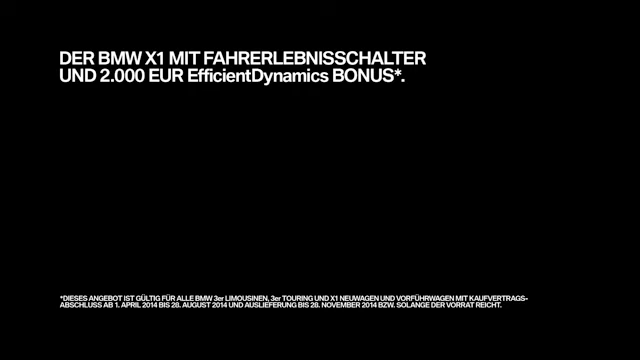 DER BMW X1 MIT FAHRERLEBNISSCHALTER
UND 2.000 EUR EfficientDynamics BONUS*.
*DIESES ANGEBOT IST GÜLTIG FÜR ALLE BMW 3er LIMOUSINEN, 3er TOURING UND X1 NEUWAGEN UND VORFÜHRWAGEN MIT KAUFVERTRAGS-
ABSCHLUSS AB 1. APRIL 2014 BIS 28. AUGUST 2014 UND AUSLIEFERUNG BIS 28. NOVEMBER 2014 BZW. SOLANGE DER VORRAT REICHT.